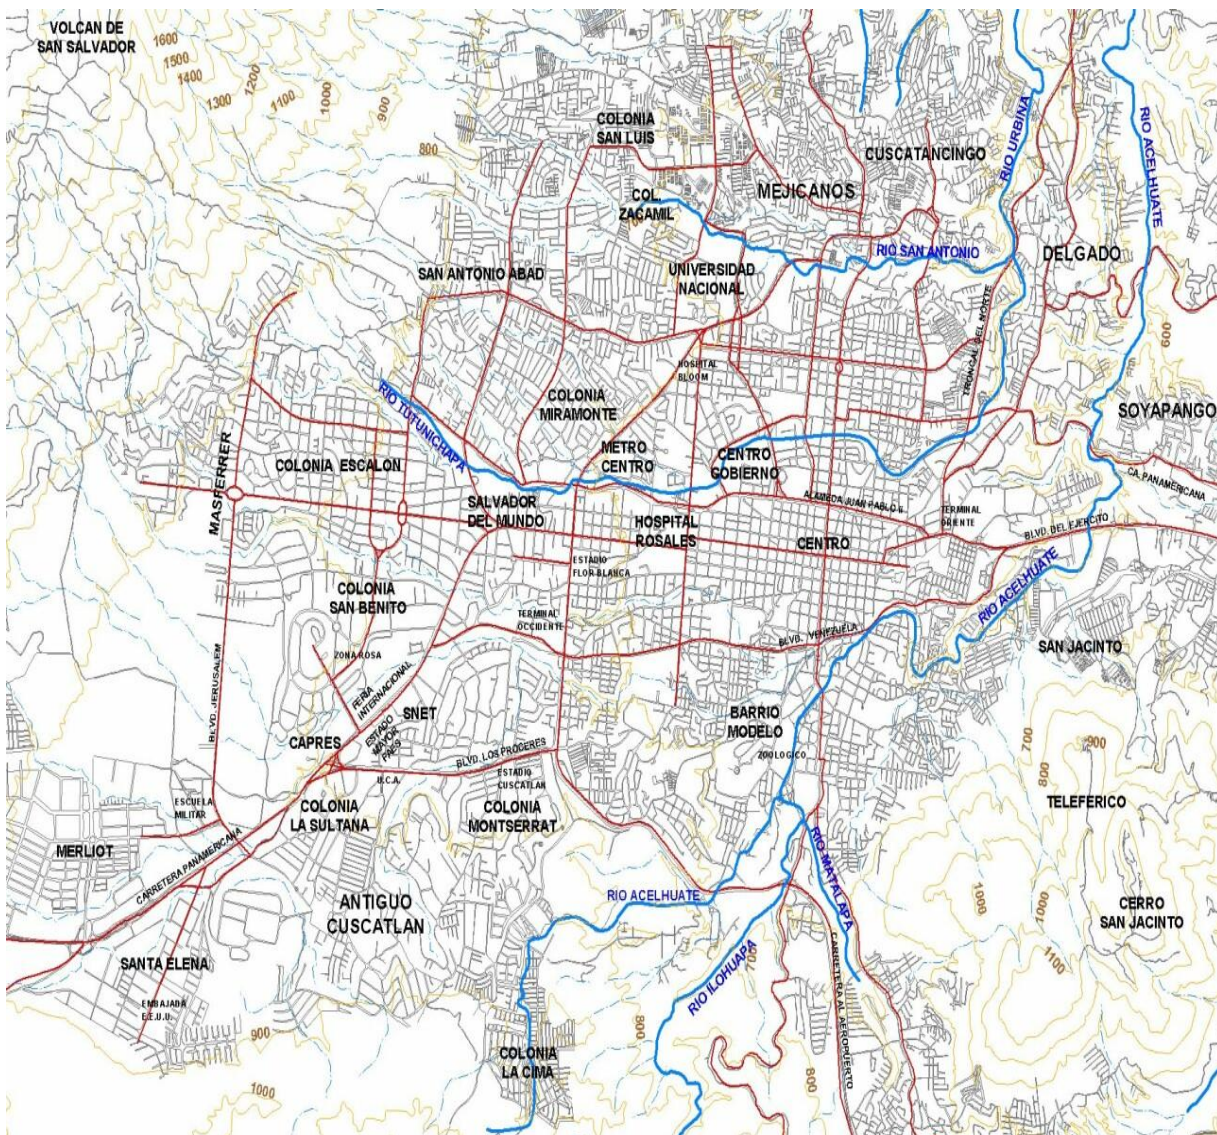 VOLCAN DE
SAN SALVADOR
1600
1500
1400
1300
1200
1100
1000
900
800
COLONIA
SAN LUIS
CUSCATANCINGO
RIO URBINA
RIO ACELHUATE
MEJICANOS
COL.
ZACAMIL
RIO SAN ANTONIO
DELGADO
SAN ANTONIO ABAD
UNIVERSIDAD
NACIONAL
TRONCAL DEL NORTE
600
HOSPITAL
BLOOM
RIO TUTUNICHAPA
COLONIA
MIRAMONTE
SOYAPANGO
MASFERRER
COLONIA ESCALON
METRO
CENTRO
CENTRO
GOBIERNO
CA. PANAMERICANA
SALVADOR
DEL MUNDO
ALAMEDA JUAN PABLO II
HOSPITAL
ROSALES
CENTRO
TERMINAL
ORIENTE
BLVD. DEL EJERCITO
ESTADIO
FLOR BLANCA
COLONIA
SAN BENITO
RIO ACELHUATE
TERMINAL
OCCIDENTE
BLVD. VENEZUELA
SAN JACINTO
ZONA ROSA
BLVD. JERUSALEM
FERIA
INTERNACIONAL
SNET
BARRIO
MODELO
CAPRES
ESTADO
MAYOR
FAES
BLVD. LOS PROCERES
ZOOLOGICO
700
900
800
U.C.A.
ESTADIO
CUSCATLAN
ESCUELA
MILITAR
COLONIA
LA SULTANA
COLONIA
MONTSERRAT
TELEFERICO
MERLIOT
CARRETERA PANAMERICANA
RIO MATALAPA
ANTIGUO
CUSCATLAN
RIO ACELHUATE
1000
1000
1100
CERRO
SAN JACINTO
SANTA ELENA
RIO ILOHUAPA
700
CARRETERA AL AEROPUERTO
EMBAJADA
E.E.U.U.
900
800
COLONIA
LA CIMA
800
1000